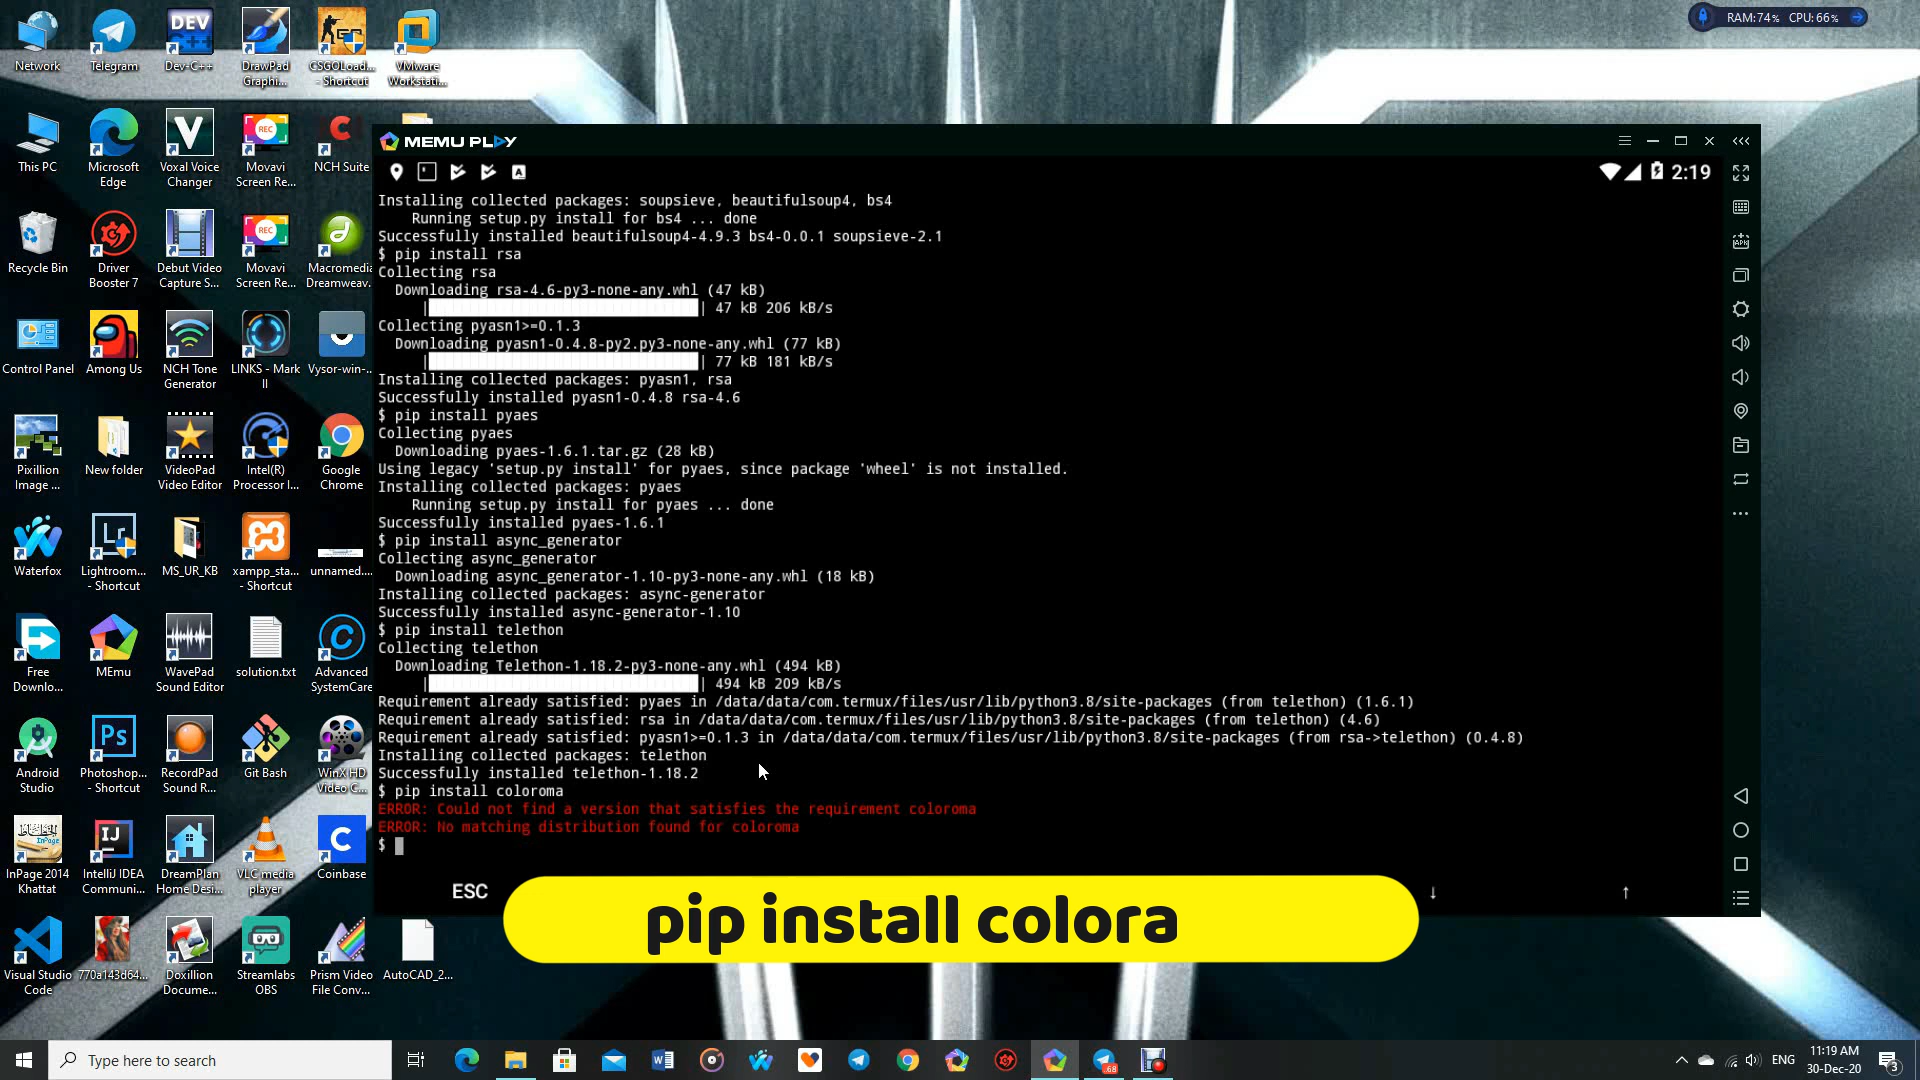 RAM:74% CPU:66%
Network
Telegram
Dev-C++
DrawPad
Graphi...
CSGOLoad...
- Shortcut
VMware
Workstati...
This PC
Microsoft
Edge
Voxal Voice
Changer
Movavi
Screen Re...
NCH Suite
Recycle Bin
Driver
Booster 7
Debut Video
Capture S...
Movavi
Screen Re...
Macromedia
Dreamweav...
Control Panel
Among Us
NCH Tone
Generator
LINKS - Mark
II
Vysor-win-...
Pixillion
Image ...
New folder
VideoPad
Video Editor
Intel(R)
Processor I...
Google
Chrome
Waterfox
Lightroom...
- Shortcut
MS_UR_KB
xampp_sta...
- Shortcut
unnamed....
Free
Downlo...
MEmu
WavePad
Sound Editor
solution.txt
Advanced
SystemCare
Android
Studio
Photoshop...
- Shortcut
RecordPad
Sound R...
Git Bash
WinX HD
Video C...
InPage 2014
Khattat
IntelliJ IDEA
Communi...
DreamPlan
Home Desi...
VLC media
player
Coinbase
Visual Studio
Code
770a143d64...
Doxillion
Docume...
Streamlabs
OBS
Prism Video
File Conv...
AutoCAD_2...
MEMU PLAY
2:19
Installing collected packages: soupsieve, beautifulsoup4, bs4
Running setup.py install for bs4 ... done
Successfully installed beautifulsoup4-4.9.3 bs4-0.0.1 soupsieve-2.1
$ pip install rsa
Collecting rsa
Downloading rsa-4.6-py3-none-any.whl (47 kB)
| | 47 kB 206 kB/s
Collecting pyasn1>=0.1.3
Downloading pyasn1-0.4.8-py2.py3-none-any.whl (77 kB)
| | 77 kB 181 kB/s
Installing collected packages: pyasn1, rsa
Successfully installed pyasn1-0.4.8 rsa-4.6
$ pip install pyaes
Collecting pyaes
Downloading pyaes-1.6.1.tar.gz (28 kB)
Using legacy 'setup.py install' for pyaes, since package 'wheel' is not installed.
Installing collected packages: pyaes
Running setup.py install for pyaes ... done
Successfully installed pyaes-1.6.1
$ pip install async_generator
Collecting async_generator
Downloading async_generator-1.10-py3-none-any.whl (18 kB)
Installing collected packages: async-generator
Successfully installed async-generator-1.10
$ pip install telethon
Collecting telethon
Downloading Telethon-1.18.2-py3-none-any.whl (494 kB)
| | 494 kB 209 kB/s
Requirement already satisfied: pyaes in /data/data/com.termux/files/usr/lib/python3.8/site-packages (from telethon) (1.6.1)
Requirement already satisfied: rsa in /data/data/com.termux/files/usr/lib/python3.8/site-packages (from telethon) (4.6)
Requirement already satisfied: pyasn1>=0.1.3 in /data/data/com.termux/files/usr/lib/python3.8/site-packages (from rsa->telethon) (0.4.8)
Installing collected packages: telethon
Successfully installed telethon-1.18.2
$ pip install coloroma
ERROR: Could not find a version that satisfies the requirement coloroma
ERROR: No matching distribution found for coloroma
$
ESC
↓ ↑
pip install colora
Type here to search
ENG
11:19 AM
30-Dec-20
3